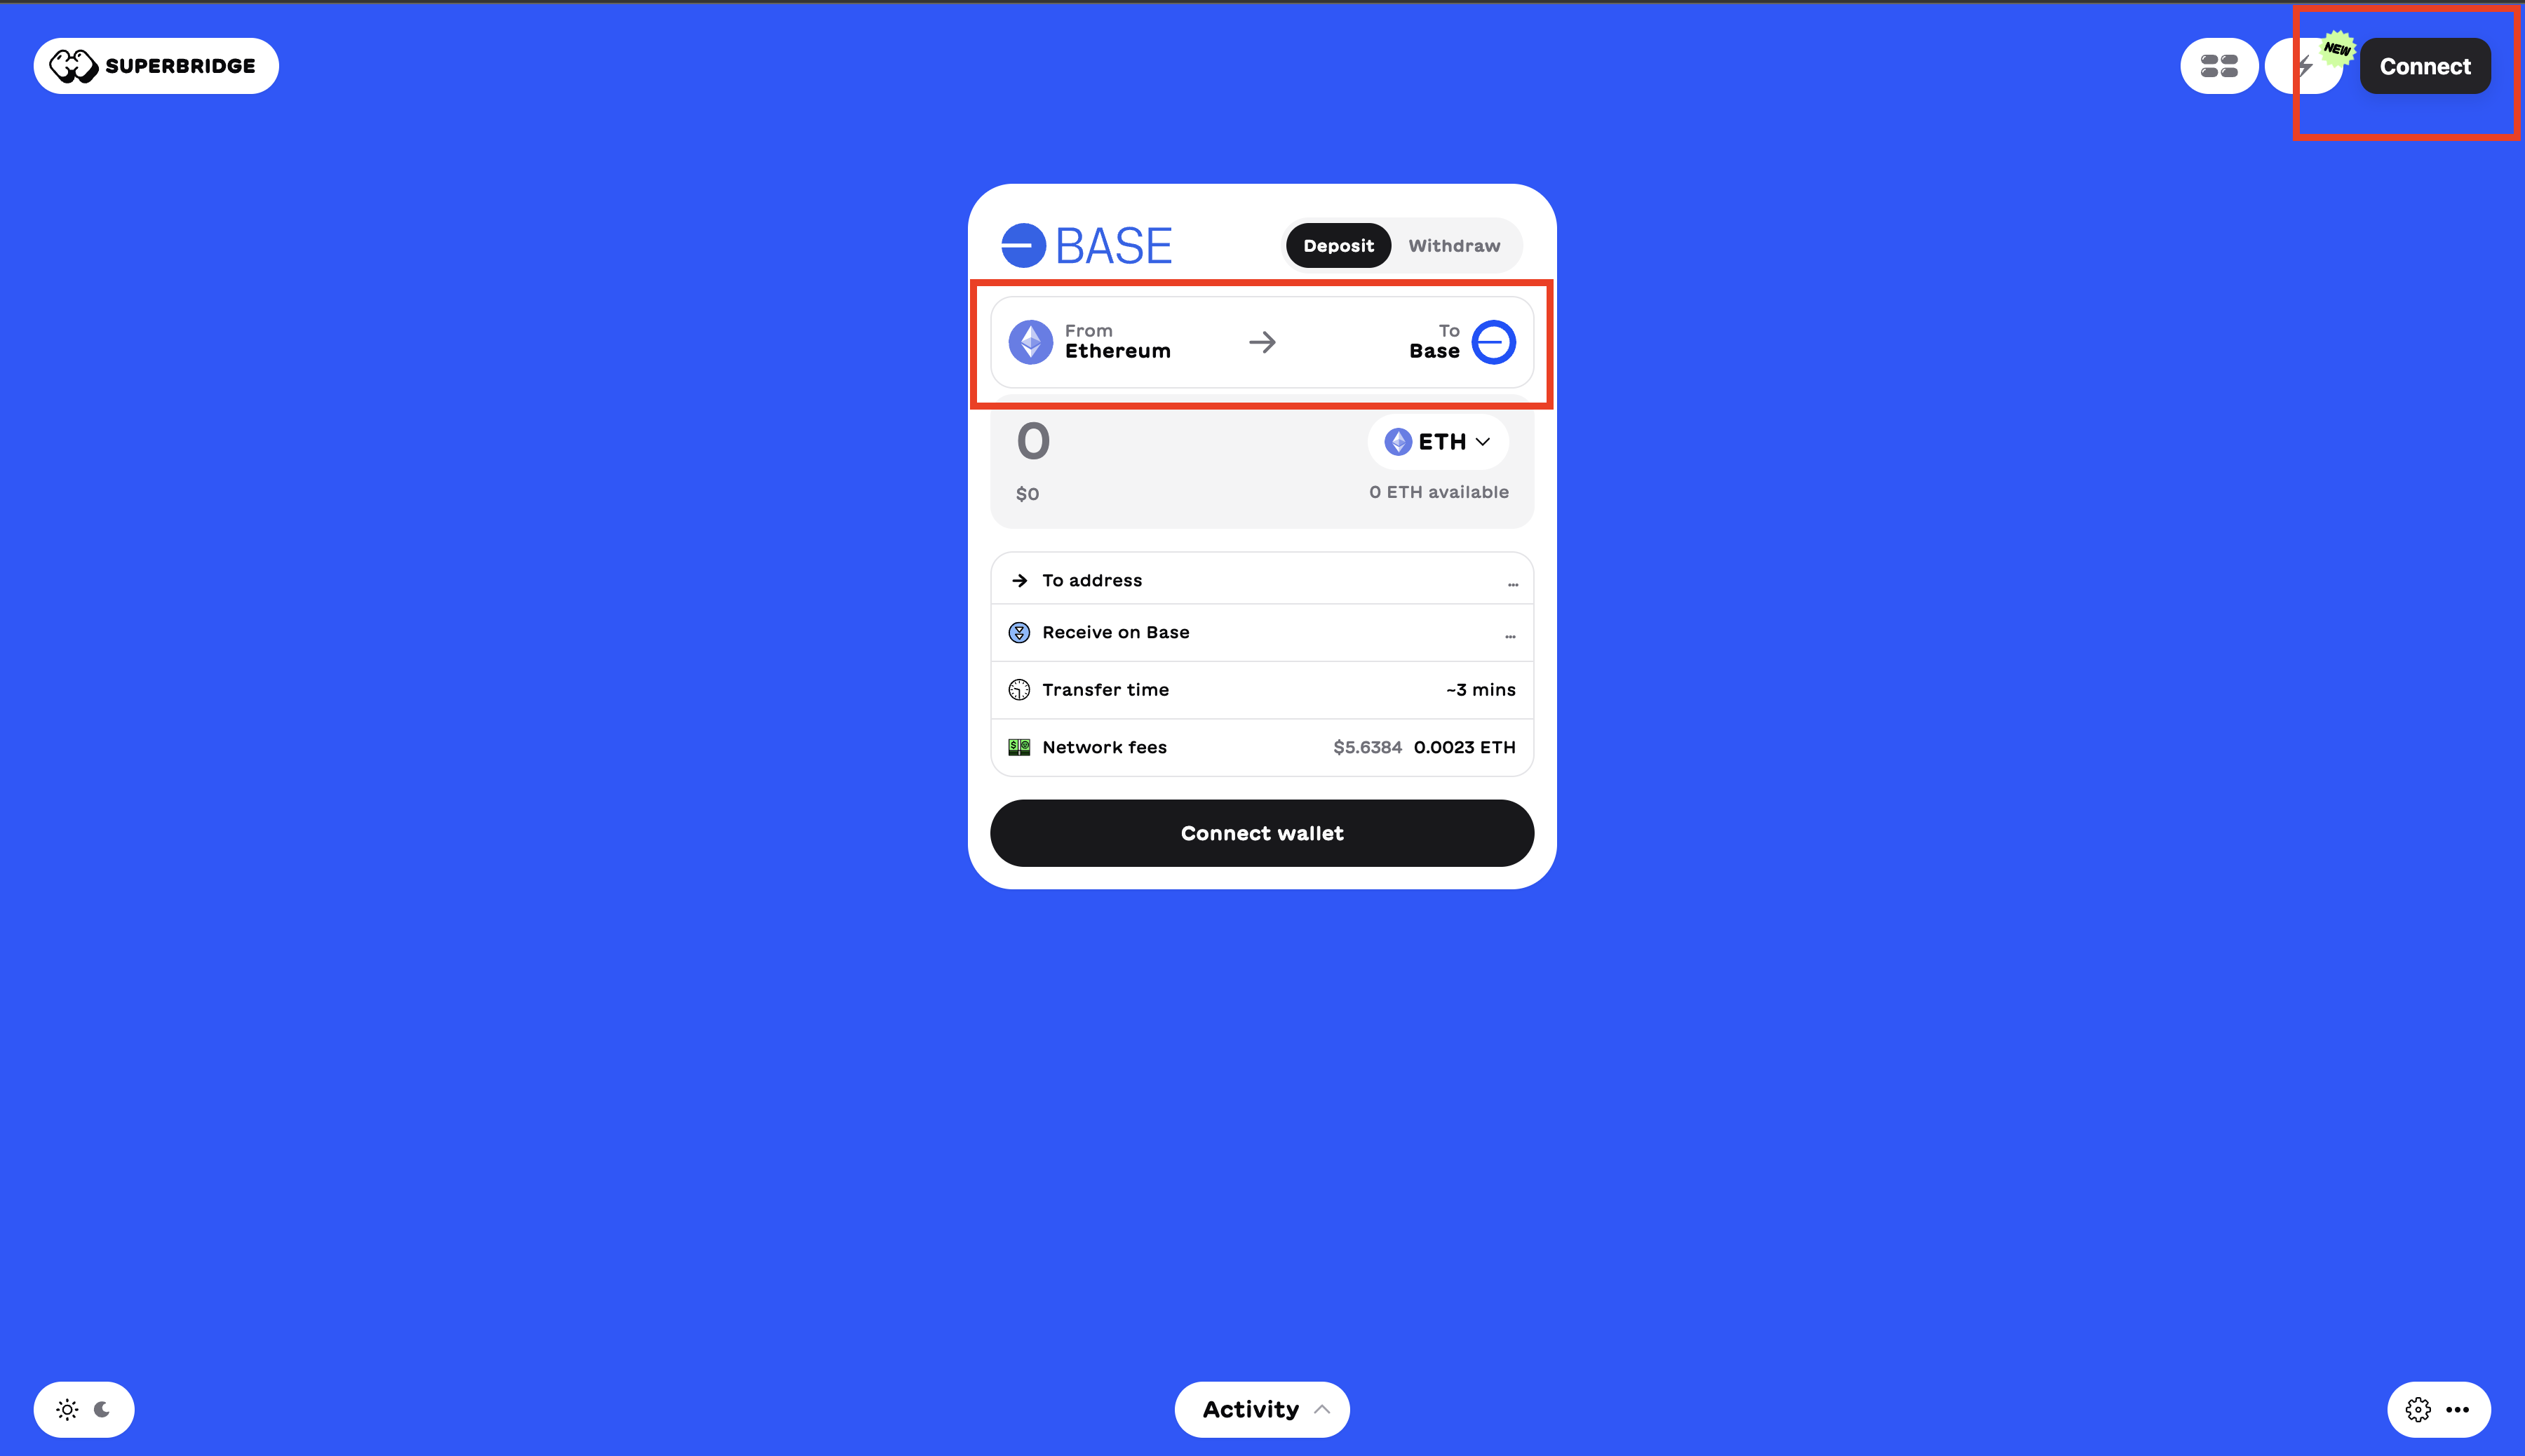 SUPERBRIDGE
NEW
Connect
BASE
Deposit Withdraw
From
Ethereum
To
Base
0
ETH
$0
0 ETH available
To address ...
Receive on Base ...
Transfer time ~3 mins
Network fees $5.6384 0.0023 ETH
Connect wallet
Activity